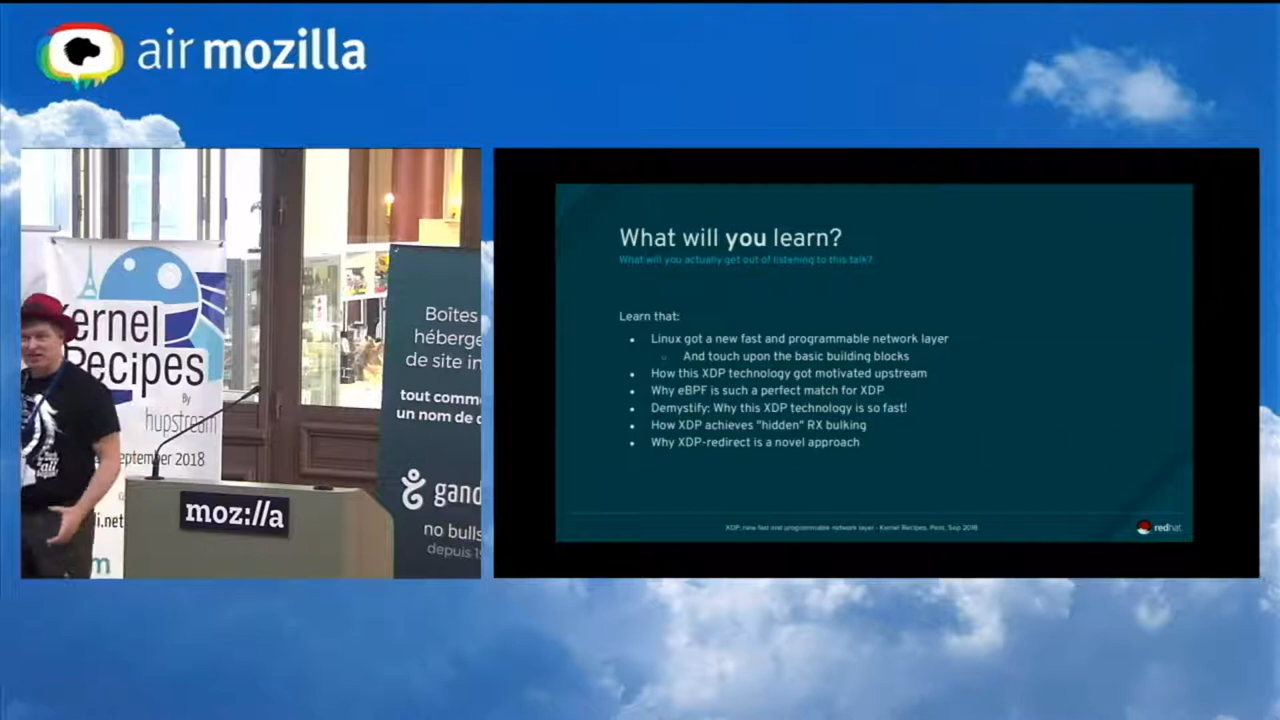 air mozilla
Kernel
Recipes
By
hupstream
September 2018
moz://a
Boîtes
héberge
de site in
tout comm
un nom de
gand
no bulls
depuis
What will you learn?
What will you actually get out of listening to this talk?
Learn that:
• Linux got a new fast and programmable network layer
○ And touch upon the basic building blocks
• How this XDP technology got motivated upstream
• Why eBPF is such a perfect match for XDP
• Demystify: Why this XDP technology is so fast!
• How XDP achieves "hidden" RX bulking
• Why XDP-redirect is a novel approach
XDP: new fast and programmable network layer - Kernel Recipes, Paris, Sep 2018
redhat.